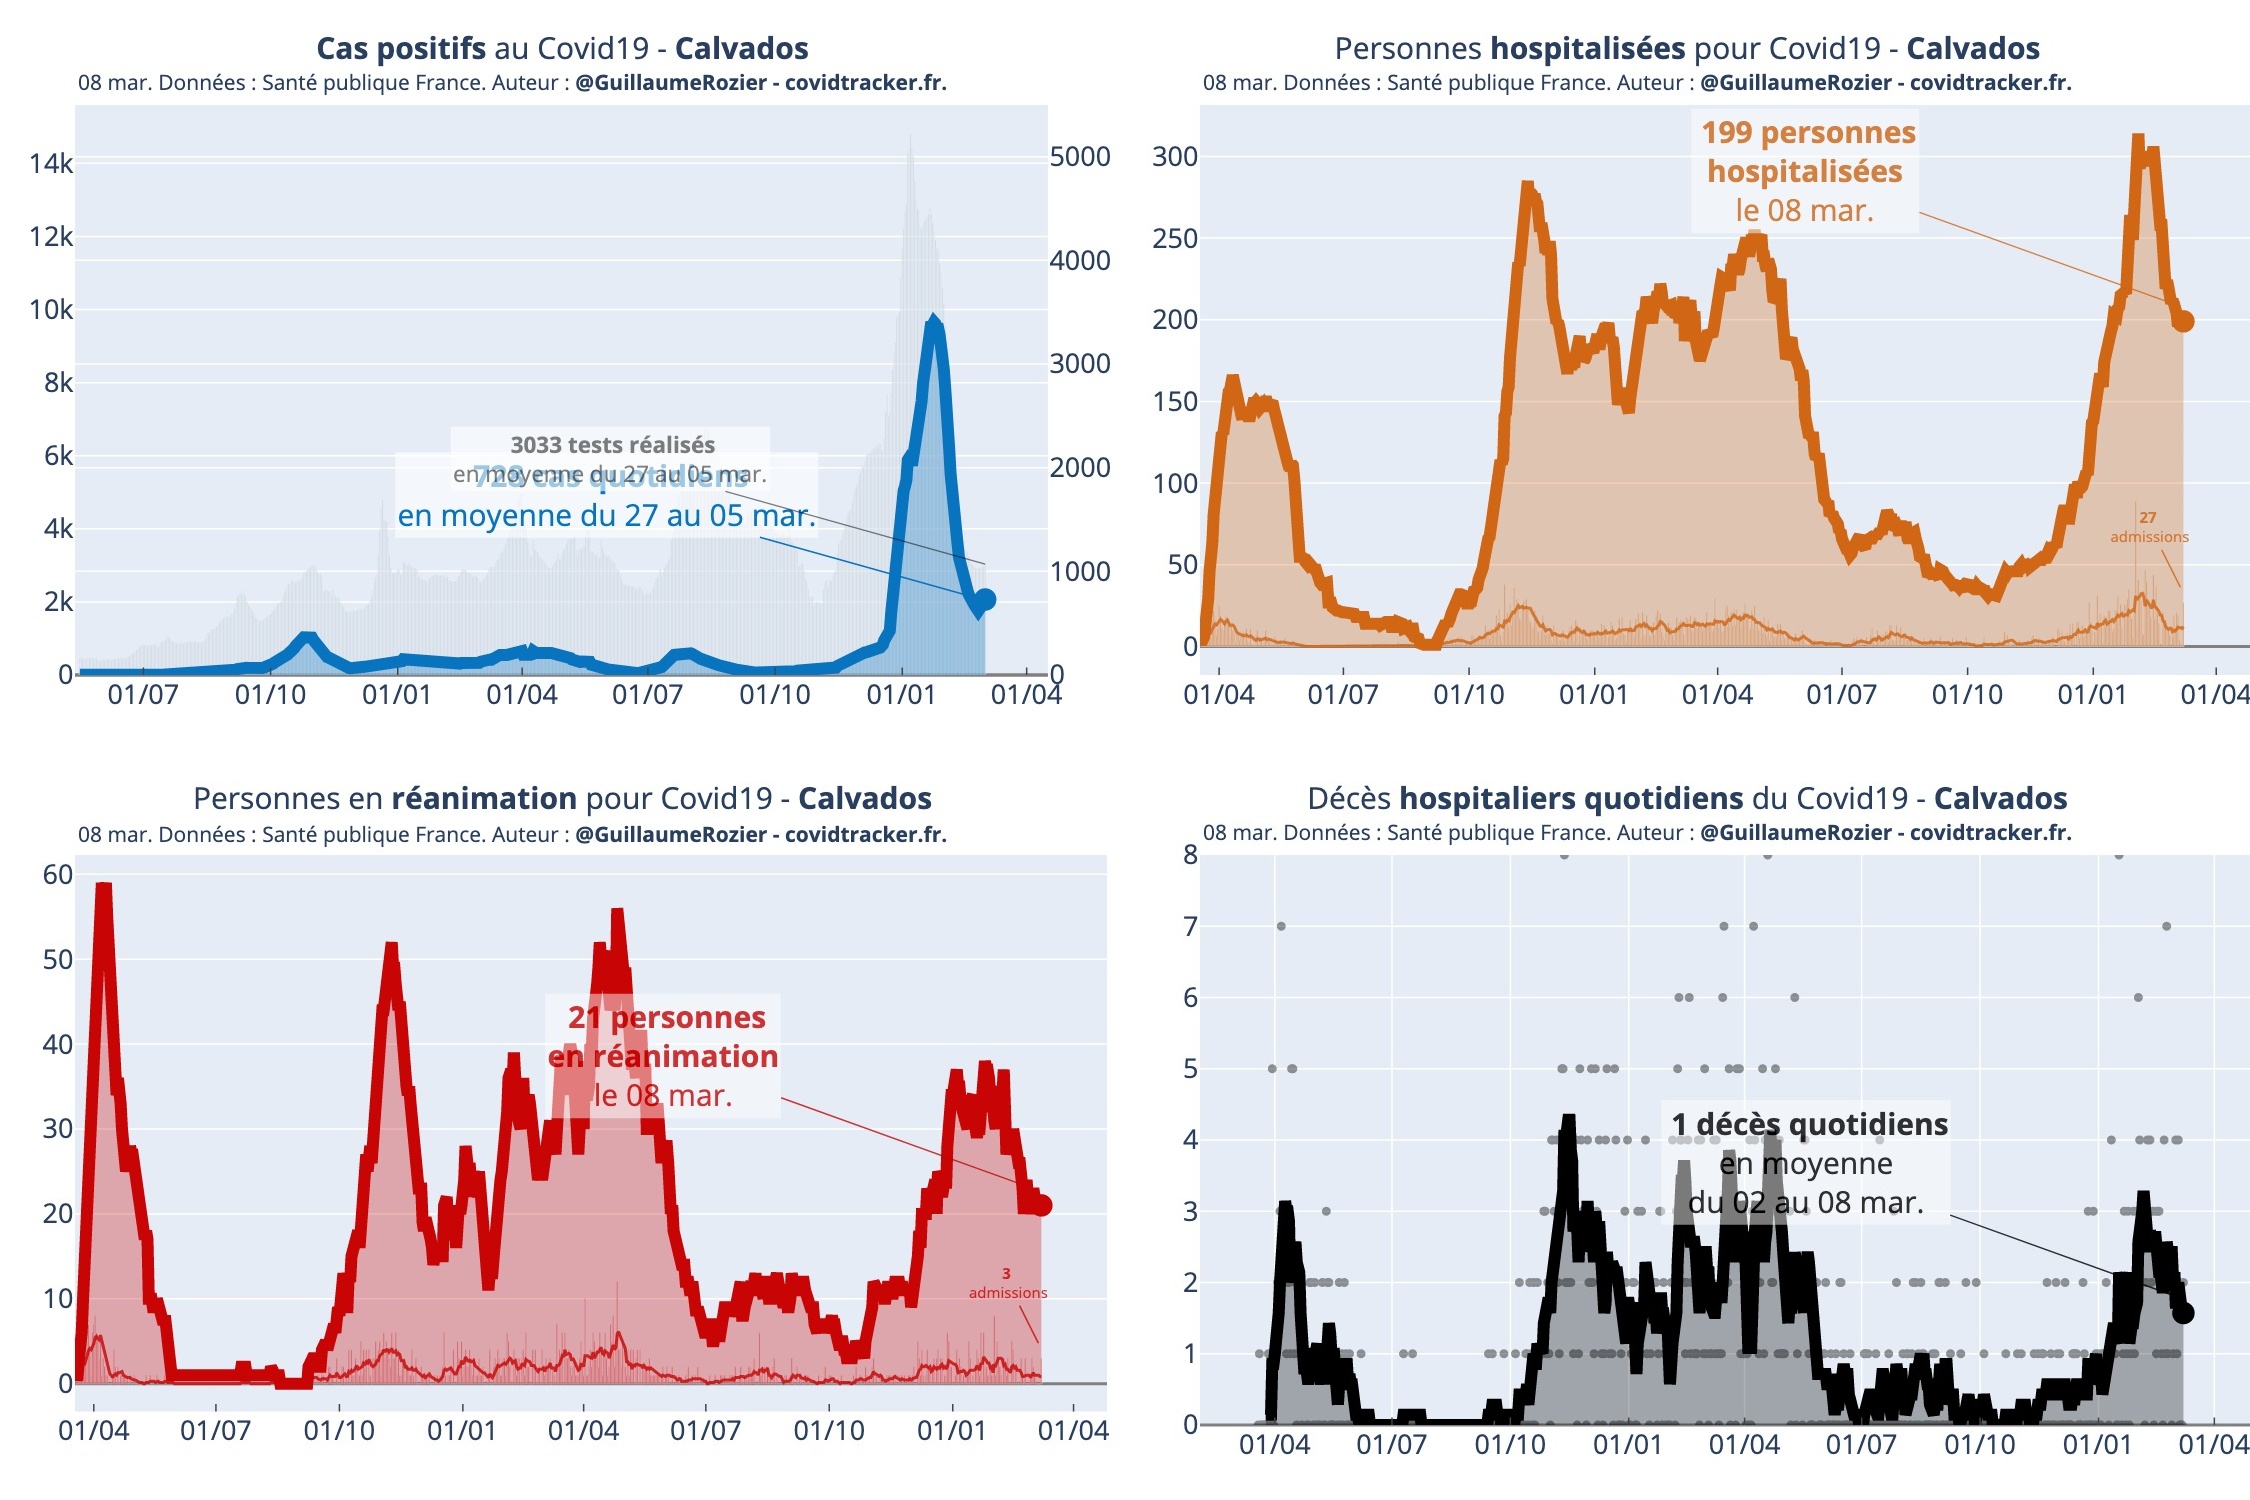 Cas positifs au Covid19 - Calvados
08 mar. Données : Santé publique France. Auteur : @GuillaumeRozier - covidtracker.fr.
14k
12k
10k
8k
6k
4k
2k
0
5000
4000
3000
2000
1000
0
3033 tests réalisés
en moyenne du 27 au 05 mar.
728 cas quotidiens
en moyenne du 27 au 05 mar.
01/07 01/10 01/01 01/04 01/07 01/10 01/01 01/04
Personnes hospitalisées pour Covid19 - Calvados
08 mar. Données : Santé publique France. Auteur : @GuillaumeRozier - covidtracker.fr.
300
250
200
150
100
50
0
199 personnes
hospitalisées
le 08 mar.
27
admissions
01/04 01/07 01/10 01/01 01/04 01/07 01/10 01/01 01/04
Personnes en réanimation pour Covid19 - Calvados
08 mar. Données : Santé publique France. Auteur : @GuillaumeRozier - covidtracker.fr.
60
50
40
30
20
10
0
21 personnes
en réanimation
le 08 mar.
3
admissions
01/04 01/07 01/10 01/01 01/04 01/07 01/10 01/01 01/04
Décès hospitaliers quotidiens du Covid19 - Calvados
08 mar. Données : Santé publique France. Auteur : @GuillaumeRozier - covidtracker.fr.
8
7
6
5
4
3
2
1
0
1 décès quotidiens
en moyenne
du 02 au 08 mar.
01/04 01/07 01/10 01/01 01/04 01/07 01/10 01/01 01/04